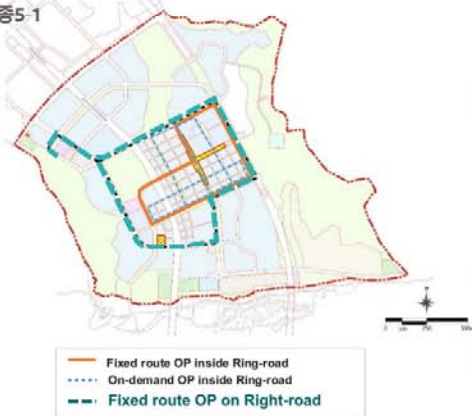 종5-1
Fixed route OP inside Ring-road
On-demand OP inside Ring-road
Fixed route OP on Right-road